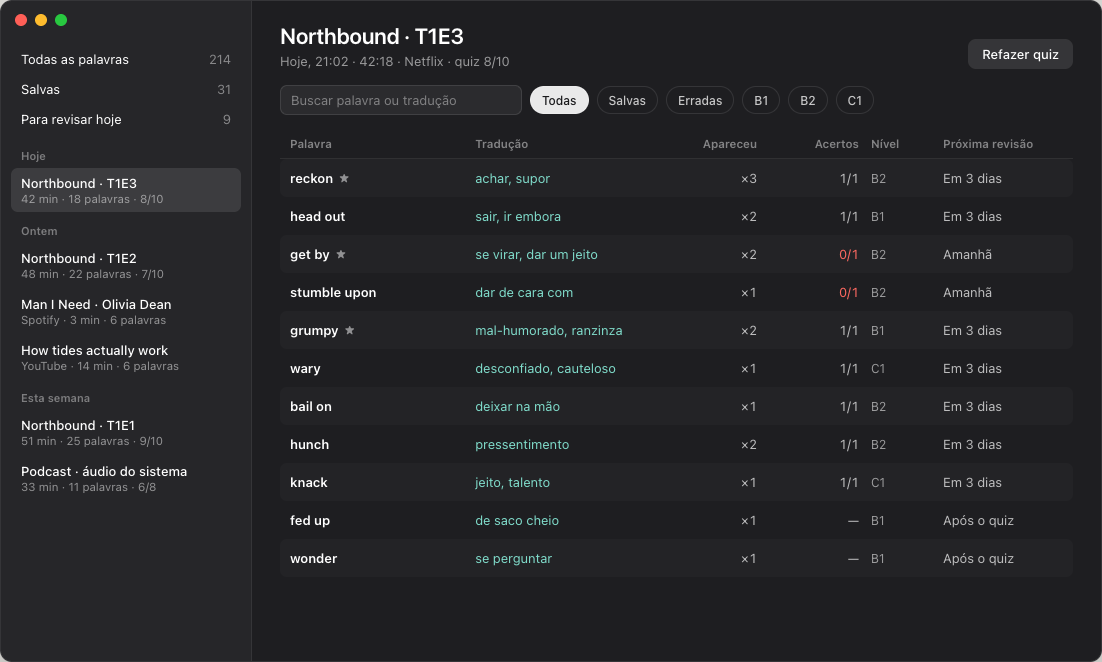 Todas as palavras 214
Salvas 31
Para revisar hoje 9
Hoje
Northbound · T1E3
42 min · 18 palavras · 8/10
Ontem
Northbound · T1E2
48 min · 22 palavras · 7/10
Man I Need · Olivia Dean
Spotify · 3 min · 6 palavras
How tides actually work
YouTube · 14 min · 6 palavras
Esta semana
Northbound · T1E1
51 min · 25 palavras · 9/10
Podcast · áudio do sistema
33 min · 11 palavras · 6/8
Northbound · T1E3
Hoje, 21:02 · 42:18 · Netflix · quiz 8/10
Refazer quiz
Buscar palavra ou tradução Todas Salvas Erradas B1 B2 C1
Palavra Tradução Apareceu Acertos Nível Próxima revisão
reckon ★ achar, supor ×3 1/1 B2 Em 3 dias
head out sair, ir embora ×2 1/1 B1 Em 3 dias
get by ★ se virar, dar um jeito ×2 0/1 B2 Amanhã
stumble upon dar de cara com ×1 0/1 B2 Amanhã
grumpy ★ mal-humorado, ranzinza ×2 1/1 B1 Em 3 dias
wary desconfiado, cauteloso ×1 1/1 C1 Em 3 dias
bail on deixar na mão ×1 1/1 B2 Em 3 dias
hunch pressentimento ×2 1/1 B2 Em 3 dias
knack jeito, talento ×1 1/1 C1 Em 3 dias
fed up de saco cheio ×1 — B1 Após o quiz
wonder se perguntar ×1 — B1 Após o quiz